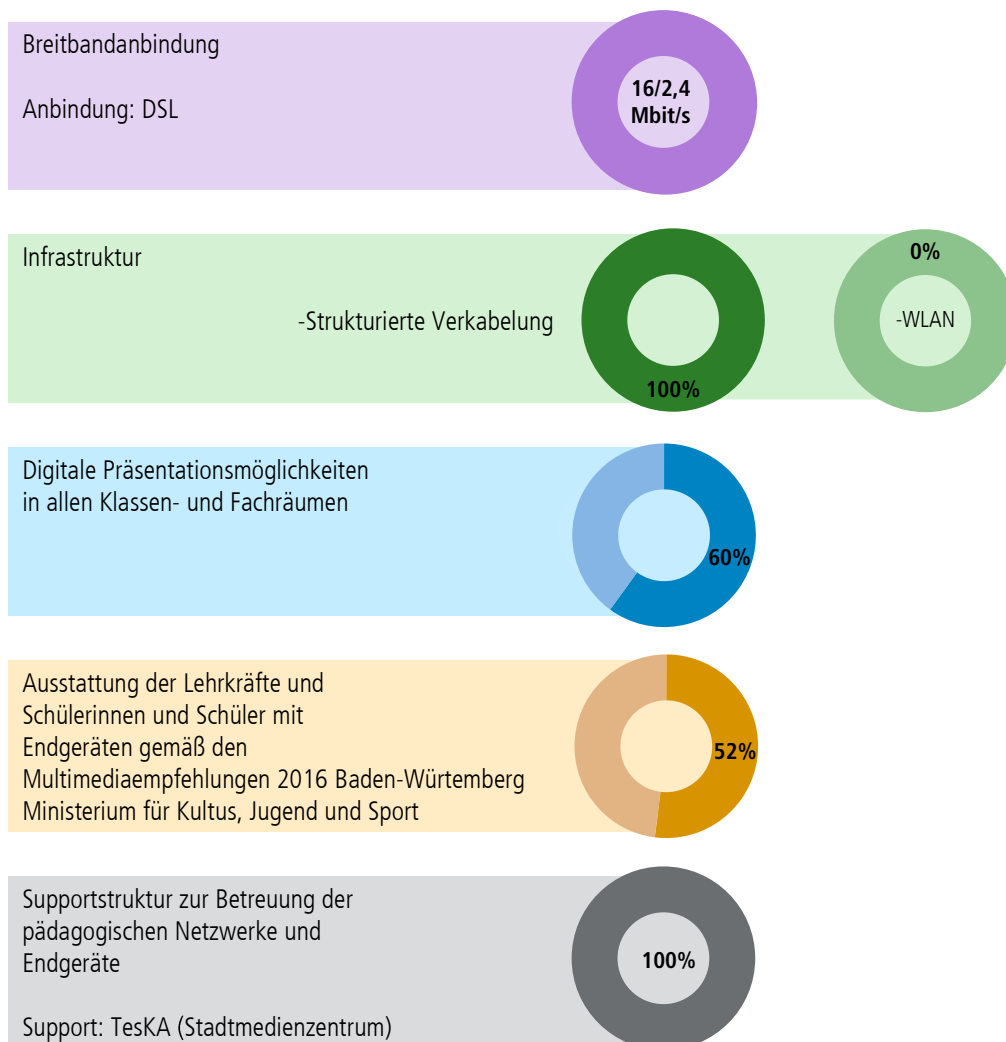 Breitbandanbindung
Anbindung: DSL
16/2,4
Mbit/s
Infrastruktur
-Strukturierte Verkabelung
100%
0%
-WLAN
Digitale Präsentationsmöglichkeiten
in allen Klassen- und Fachräumen
60%
Ausstattung der Lehrkräfte und
Schülerinnen und Schüler mit
Endgeräten gemäß den
Multimediaempfehlungen 2016 Baden-Würtemberg
Ministerium für Kultus, Jugend und Sport
52%
Supportstruktur zur Betreuung der
pädagogischen Netzwerke und
Endgeräte
Support: TesKA (Stadtmedienzentrum)
100%